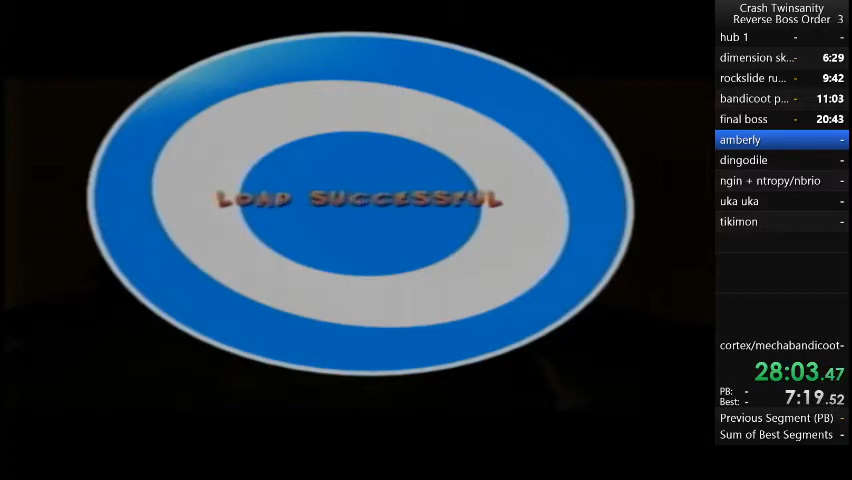 LOAD SUCCESSFUL
Crash Twinsanity
Reverse Boss Order 3
hub 1 - -
dimension sk... - 6:29
rockslide ru... - 9:42
bandicoot p... - 11:03
final boss - 20:43
amberly -
dingodile -
ngin + ntropy/nbrio -
uka uka -
tikimon -
cortex/mechabandicoot-
28:03.47
PB: -
Best: - 7:19.52
Previous Segment (PB) -
Sum of Best Segments -